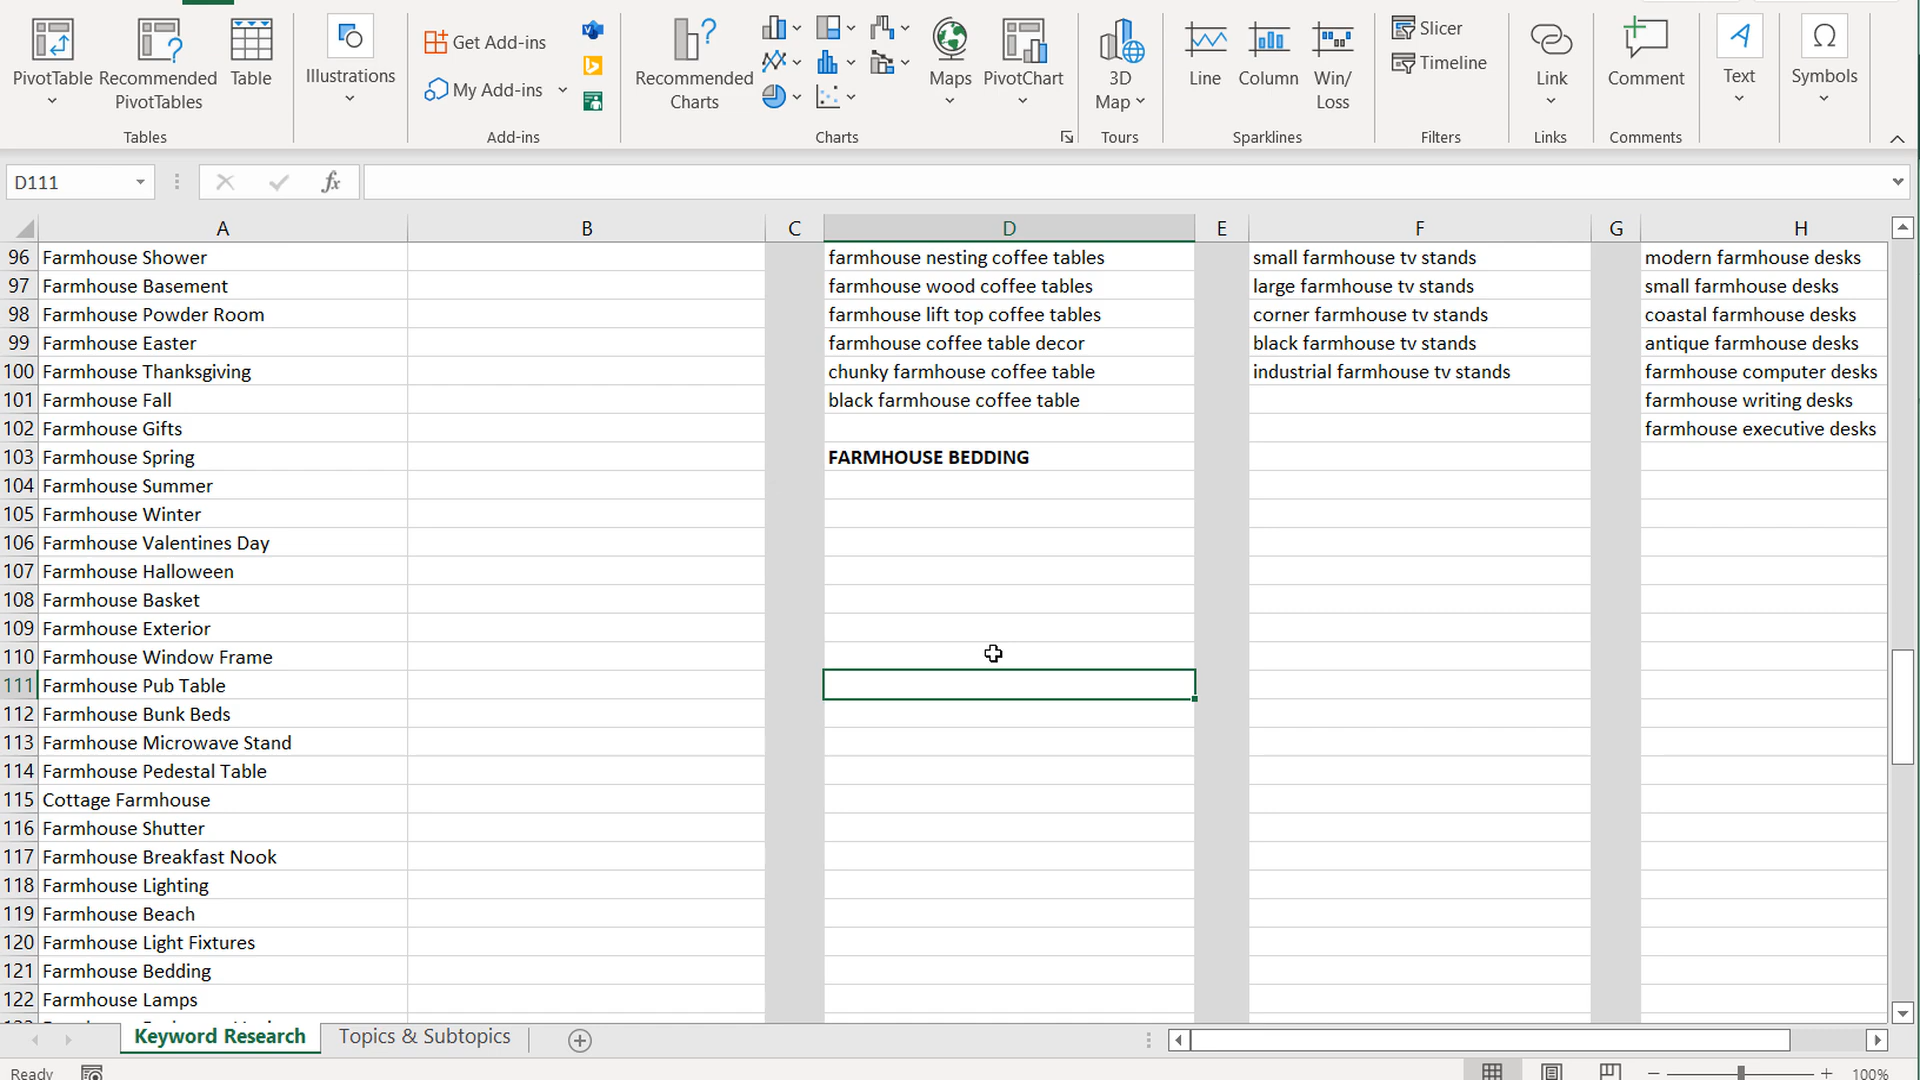 PivotTable
Recommended
PivotTables
Table
Illustrations
Get Add-ins
My Add-ins
Recommended
Charts
Maps
PivotChart
3D
Map
Line
Column
Win/
Loss
Slicer
Timeline
Link
Comment
Text
Symbols
Tables
Add-ins
Charts
Tours
Sparklines
Filters
Links
Comments
D111
fx
A B C D E F G H
96 Farmhouse Shower farmhouse nesting coffee tables small farmhouse tv stands modern farmhouse desks
97 Farmhouse Basement farmhouse wood coffee tables large farmhouse tv stands small farmhouse desks
98 Farmhouse Powder Room farmhouse lift top coffee tables corner farmhouse tv stands coastal farmhouse desks
99 Farmhouse Easter farmhouse coffee table decor black farmhouse tv stands antique farmhouse desks
100 Farmhouse Thanksgiving chunky farmhouse coffee table industrial farmhouse tv stands farmhouse computer desks
101 Farmhouse Fall black farmhouse coffee table farmhouse writing desks
102 Farmhouse Gifts farmhouse executive desks
103 Farmhouse Spring FARMHOUSE BEDDING
104 Farmhouse Summer
105 Farmhouse Winter
106 Farmhouse Valentines Day
107 Farmhouse Halloween
108 Farmhouse Basket
109 Farmhouse Exterior
110 Farmhouse Window Frame
111 Farmhouse Pub Table
112 Farmhouse Bunk Beds
113 Farmhouse Microwave Stand
114 Farmhouse Pedestal Table
115 Cottage Farmhouse
116 Farmhouse Shutter
117 Farmhouse Breakfast Nook
118 Farmhouse Lighting
119 Farmhouse Beach
120 Farmhouse Light Fixtures
121 Farmhouse Bedding
122 Farmhouse Lamps
Keyword Research Topics & Subtopics
Ready 100%